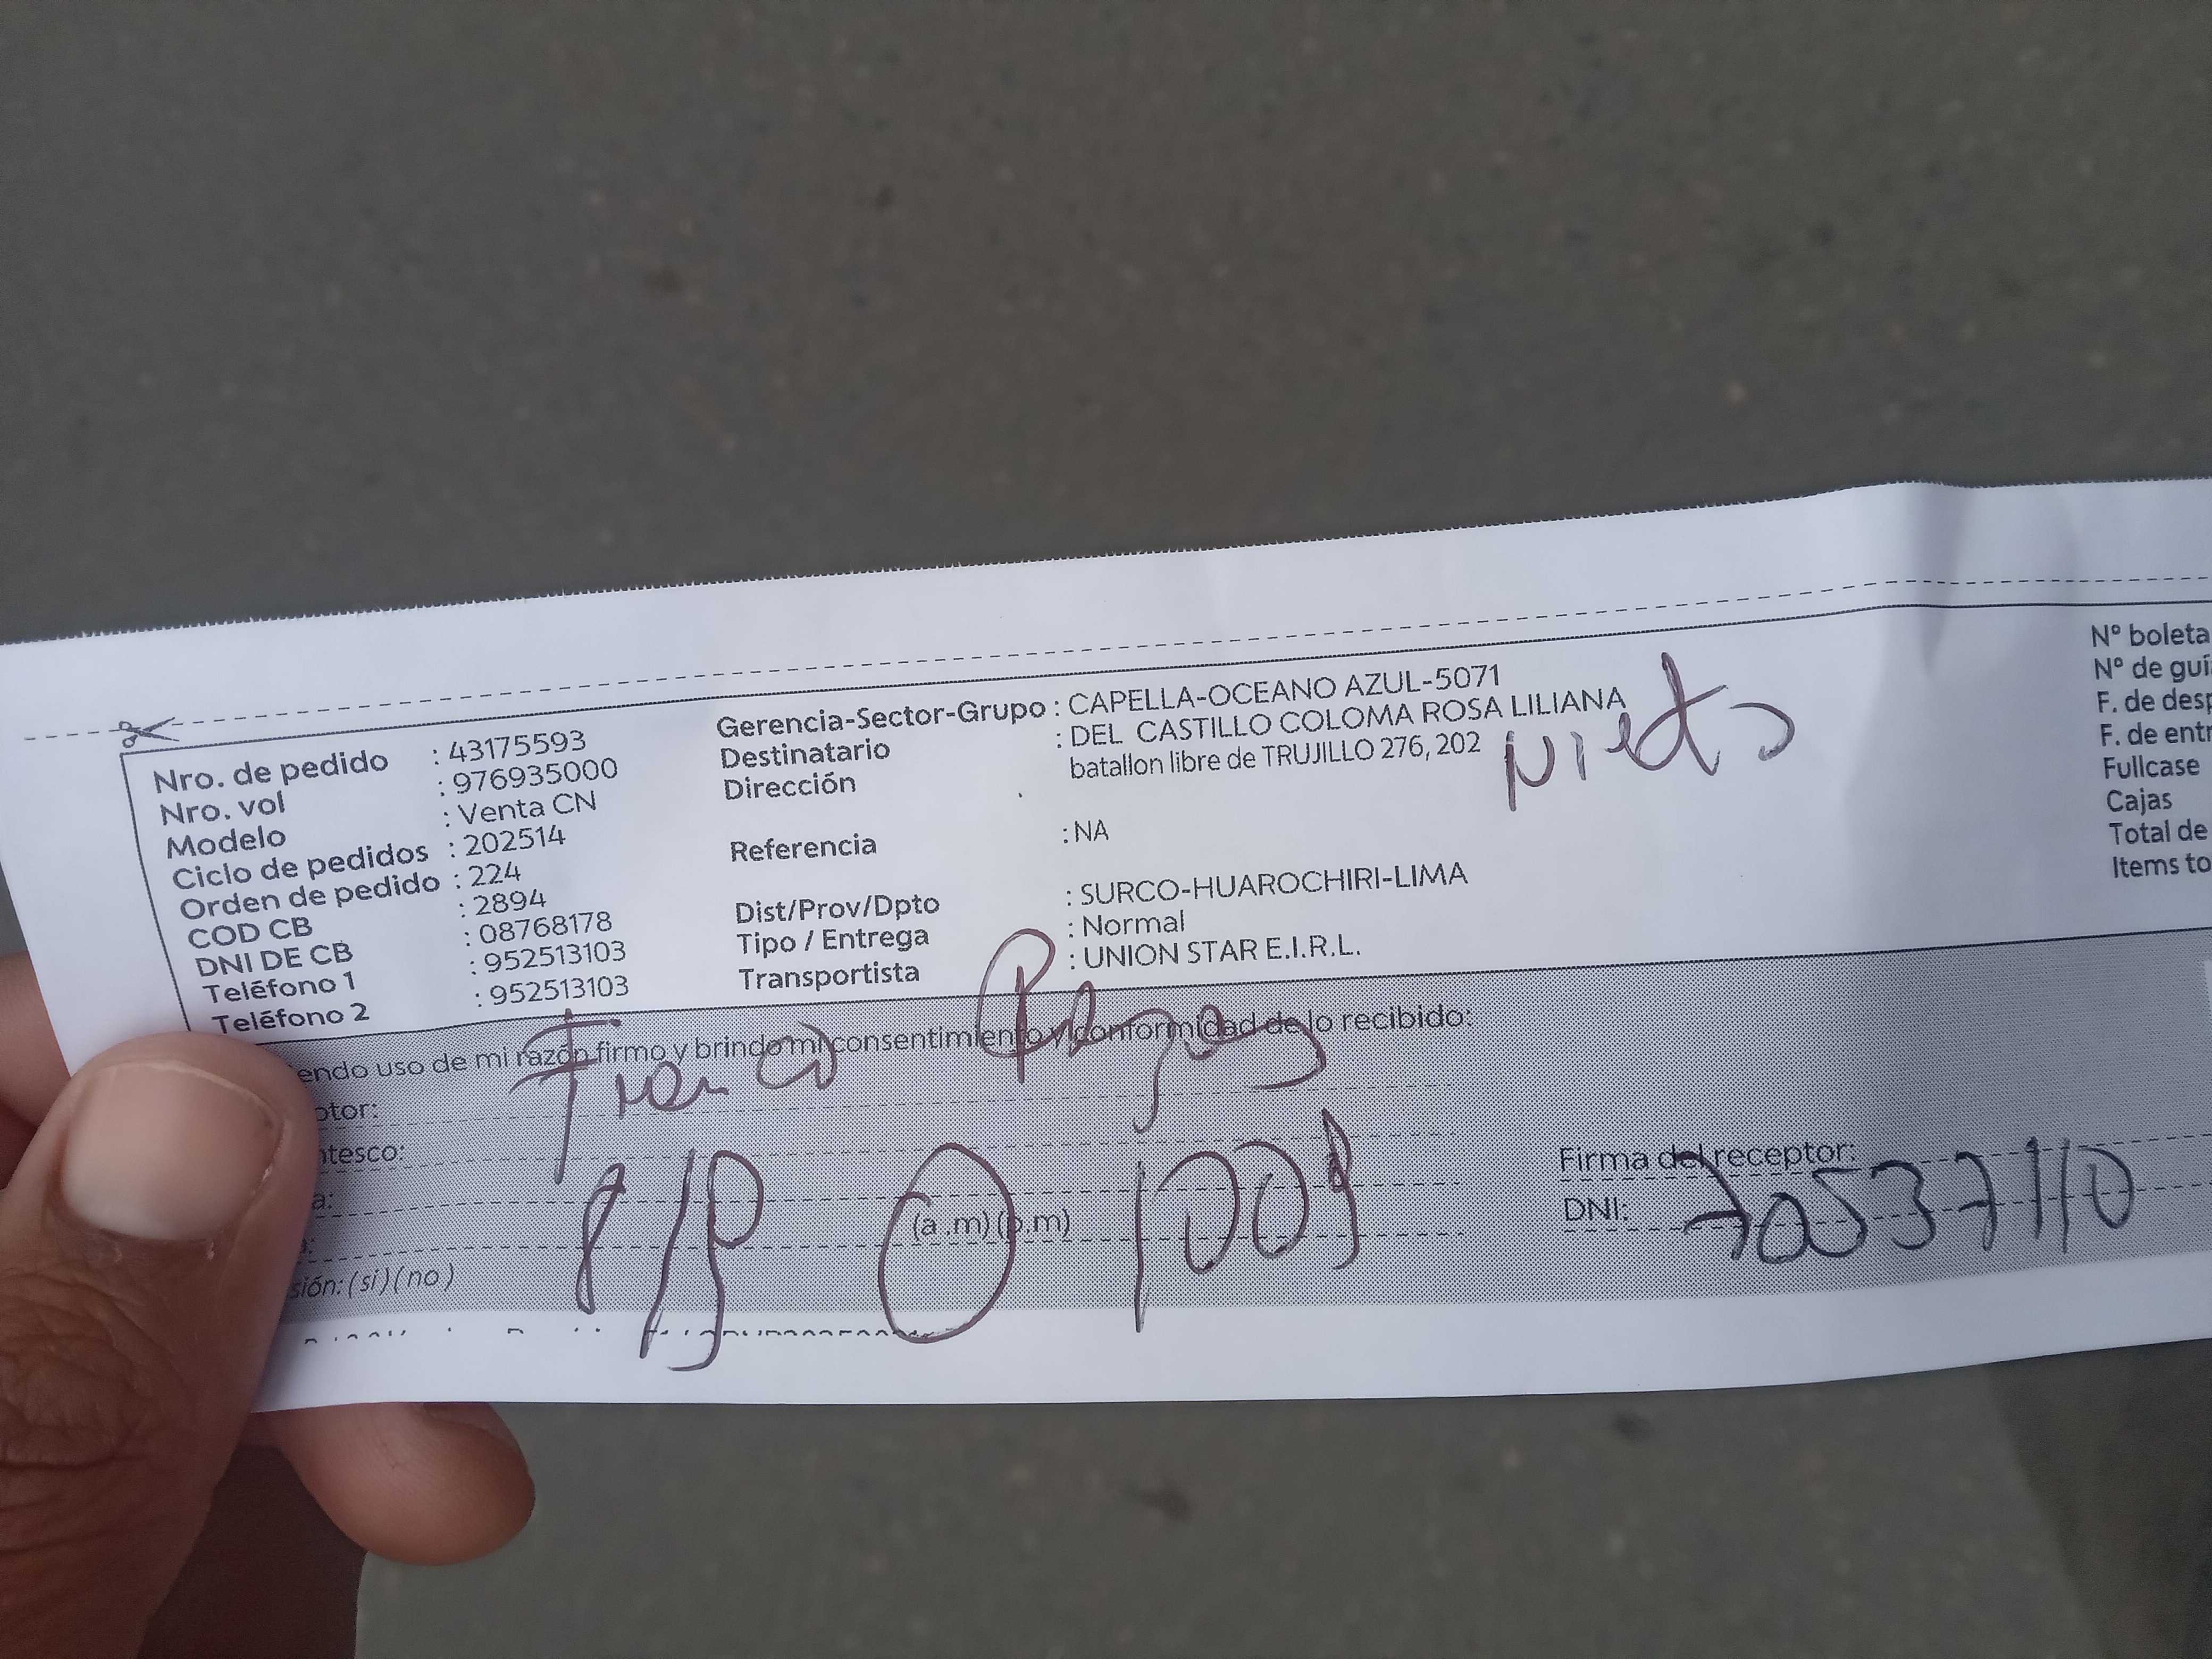 Nro. de pedido : 43175593
Nro. vol : 976935000
Modelo : Venta CN
Ciclo de pedidos : 202514
Orden de pedido : 224
COD CB : 2894
DNI DE CB : 08768178
Teléfono 1 : 952513103
Teléfono 2 : 952513103
Gerencia-Sector-Grupo : CAPELLA-OCEANO AZUL-5071
Destinatario : DEL CASTILLO COLOMA ROSA LILIANA
Dirección batallon libre de TRUJILLO 276, 202
Nieto
Referencia : NA
Dist/Prov/Dpto : SURCO-HUAROCHIRI-LIMA
Tipo / Entrega : Normal
Transportista : UNION STAR E.I.R.L.
N° boleta
N° de guí
F. de desp
F. de entr
Fullcase
Cajas
Total de
Items to
endo uso de mi razón firmo y brindo mi consentimiento y conformidad de lo recibido:
ptor: Franco
ntesco:
a:
(a.m) (p.m)
sión: (si) (no)
Firma del receptor:
DNI: 70537110